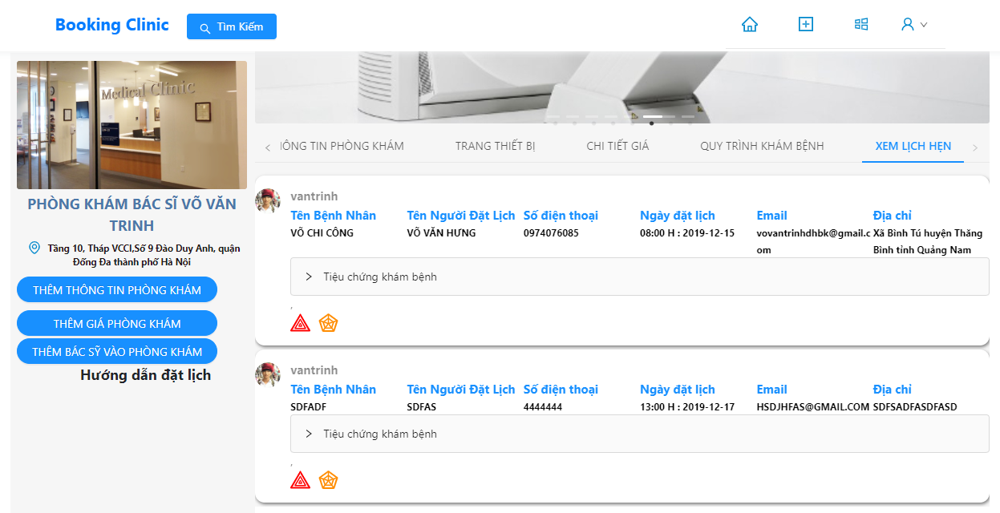 Booking Clinic
Tìm Kiếm
Medical Clinic
PHÒNG KHÁM BÁC SĨ VÕ VĂN
TRINH
Tầng 10, Tháp VCCI,Số 9 Đào Duy Anh, quận
Đống Đa thành phố Hà Nội
THÊM THÔNG TIN PHÒNG KHÁM
THÊM GIÁ PHÒNG KHÁM
THÊM BÁC SỸ VÀO PHÒNG KHÁM
Hướng dẫn đặt lịch
HÔNG TIN PHÒNG KHÁM TRANG THIẾT BỊ CHI TIẾT GIÁ QUY TRÌNH KHÁM BỆNH XEM LỊCH HẸN
vantrinh
Tên Bệnh Nhân Tên Người Đặt Lịch Số điện thoại Ngày đặt lịch Email Địa chỉ
VÕ CHI CÔNG VÕ VĂN HƯNG 0974076085 08:00 H : 2019-12-15 vovantrinhdhbk@gmail.c Xã Bình Tú huyện Thăng
om Bình tỉnh Quảng Nam
Tiệu chứng khám bệnh
,
vantrinh
Tên Bệnh Nhân Tên Người Đặt Lịch Số điện thoại Ngày đặt lịch Email Địa chỉ
SDFADF SDFAS 4444444 13:00 H : 2019-12-17 HSDJHFAS@GMAIL.COM SDFSADFASDFASD
Tiệu chứng khám bệnh
,